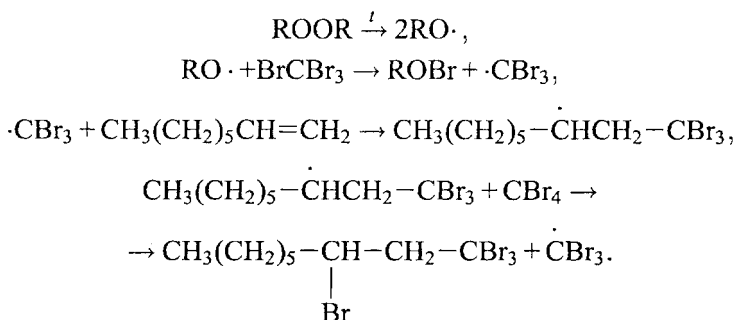 ROOR →t 2RO·,
RO · +BrCBr₃ → ROBr + ·CBr₃,
·CBr₃ + CH₃(CH₂)₅CH=CH₂ → CH₃(CH₂)₅–ĊHCH₂–CBr₃,
CH₃(CH₂)₅–ĊHCH₂–CBr₃ + CBr₄ →
→ CH₃(CH₂)₅–CH–CH₂–CBr₃ + ĊBr₃.
|
Br